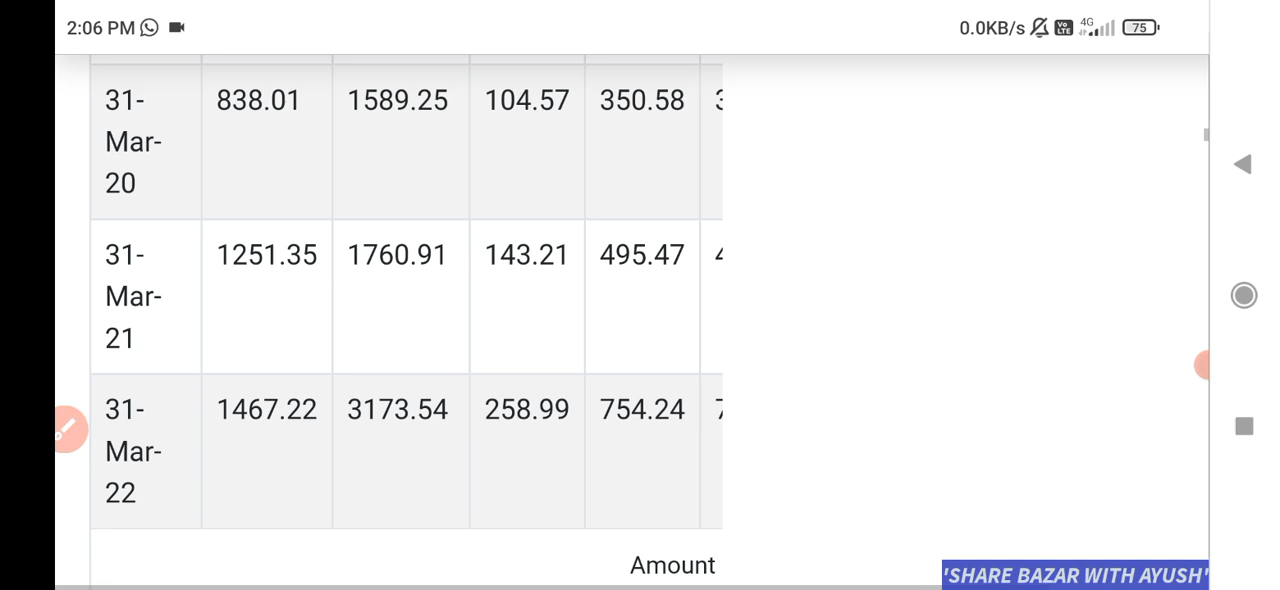 2:06 PM
0.0KB/s Vo LTE 4G 75
31-Mar-20 838.01 1589.25 104.57 350.58
31-Mar-21 1251.35 1760.91 143.21 495.47
31-Mar-22 1467.22 3173.54 258.99 754.24
Amount
'SHARE BAZAR WITH AYUSH'